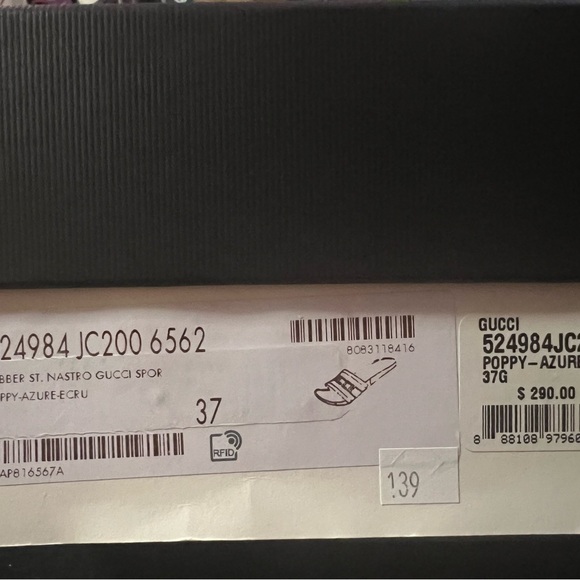 24984 JC200 6562
BBER ST. NASTRO GUCCI SPOR
PPY-AZURE-ECRU
37
8083118416
RFID
AP816567A
139
GUCCI
524984JC2
POPPY-AZURE
37G
$ 290.00
8 88108 97960